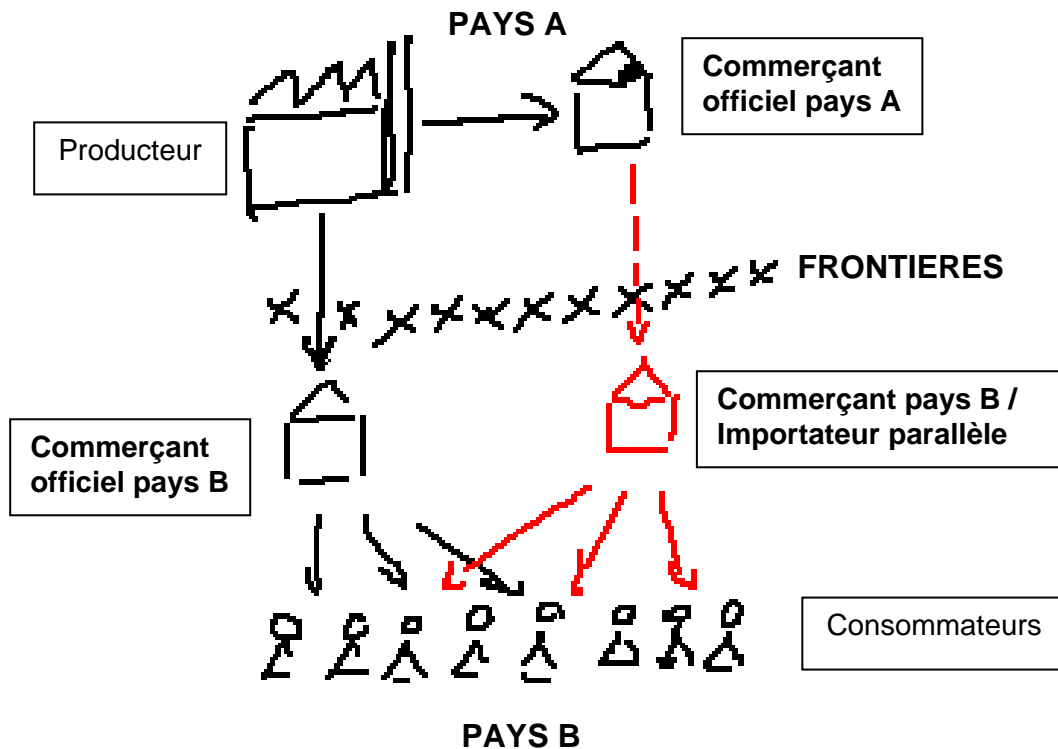 PAYS A
Commerçant
officiel pays A
Producteur
FRONTIERES
Commerçant pays B /
Importateur parallèle
Commerçant
officiel pays B
Consommateurs
PAYS B